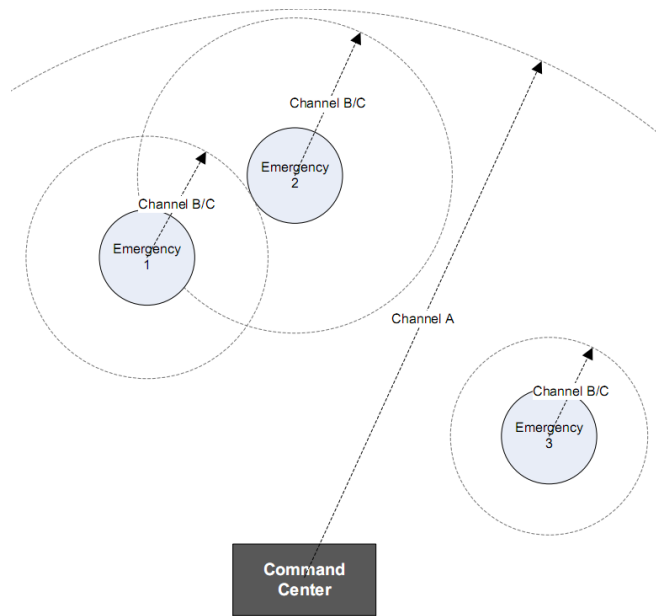 Channel B/C
Emergency
2
Channel B/C
Emergency
1
Channel A
Channel B/C
Emergency
3
Command
Center